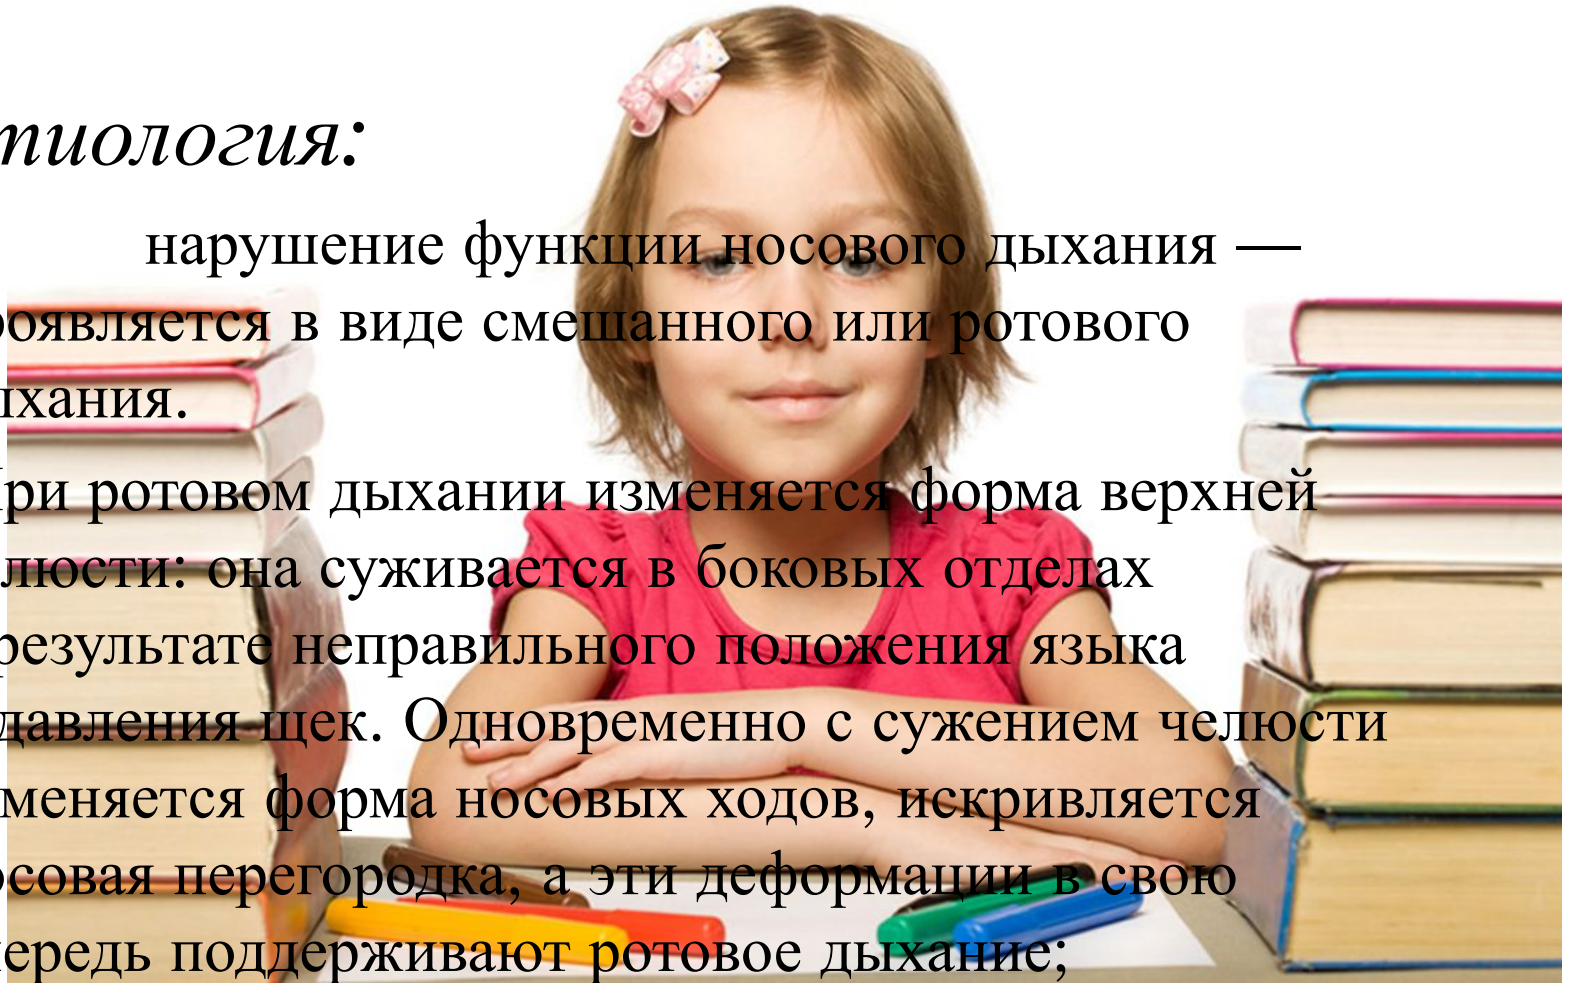 тиология:
нарушение функции носового дыхания —
роявляется в виде смешанного или ротового
ыхания.
ри ротовом дыхании изменяется форма верхней
люсти: она суживается в боковых отделах
результате неправильного положения языка
давления щек. Одновременно с сужением челюсти
меняется форма носовых ходов, искривляется
осовая перегородка, а эти деформации в свою
чередь поддерживают ротовое дыхание;